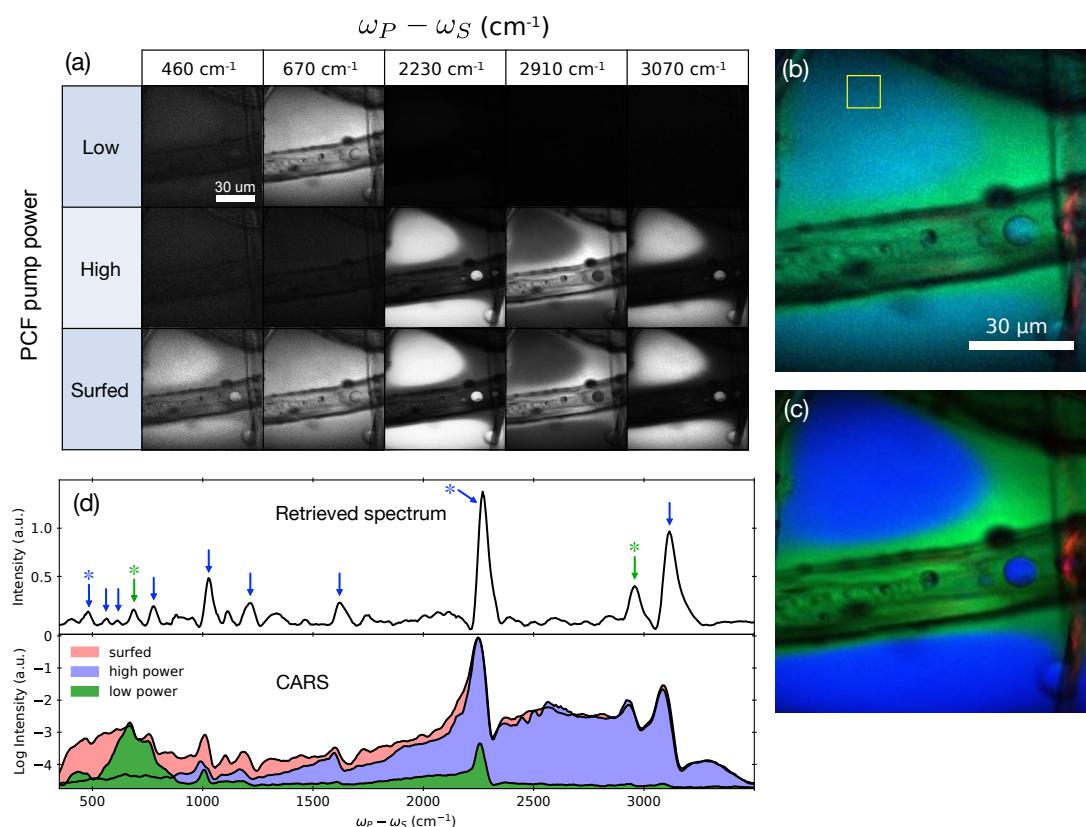 ωP − ωS (cm-1)
(a)
460 cm-1
670 cm-1
2230 cm-1
2910 cm-1
3070 cm-1
PCF pump power
Low
30 um
High
Surfed
(b)
30 μm
(c)
(d)
Retrieved spectrum
Intensity (a.u.)
1.0
0.5
0
*
*
*
*
surfed
high power
low power
CARS
Log Intensity (a.u.)
−1
−2
−3
−4
500
1000
1500
2000
2500
3000
ωP − ωS (cm-1)